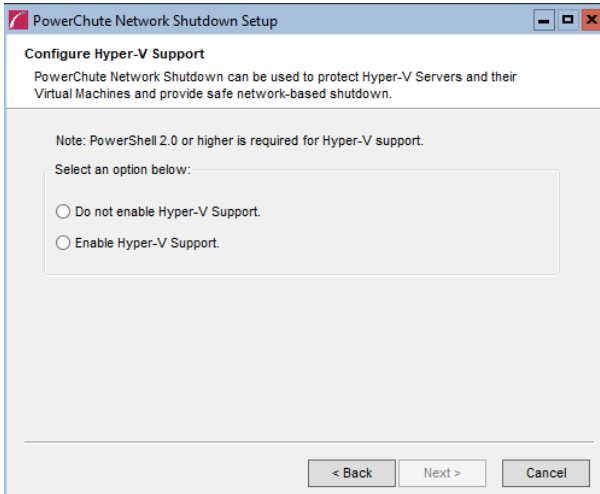 PowerChute Network Shutdown Setup
Configure Hyper-V Support
PowerChute Network Shutdown can be used to protect Hyper-V Servers and their
Virtual Machines and provide safe network-based shutdown.
Note: PowerShell 2.0 or higher is required for Hyper-V support.
Select an option below:
Do not enable Hyper-V Support.
Enable Hyper-V Support.
< Back Next > Cancel